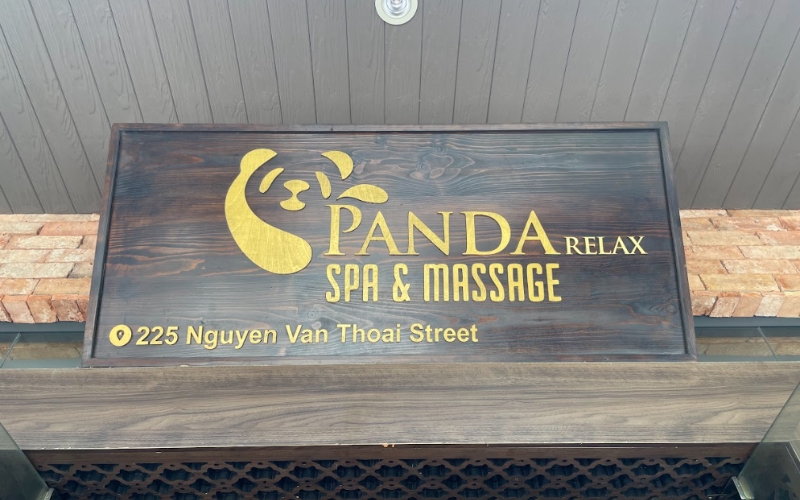 PANDA RELAX
SPA & MASSAGE
225 Nguyen Van Thoai Street